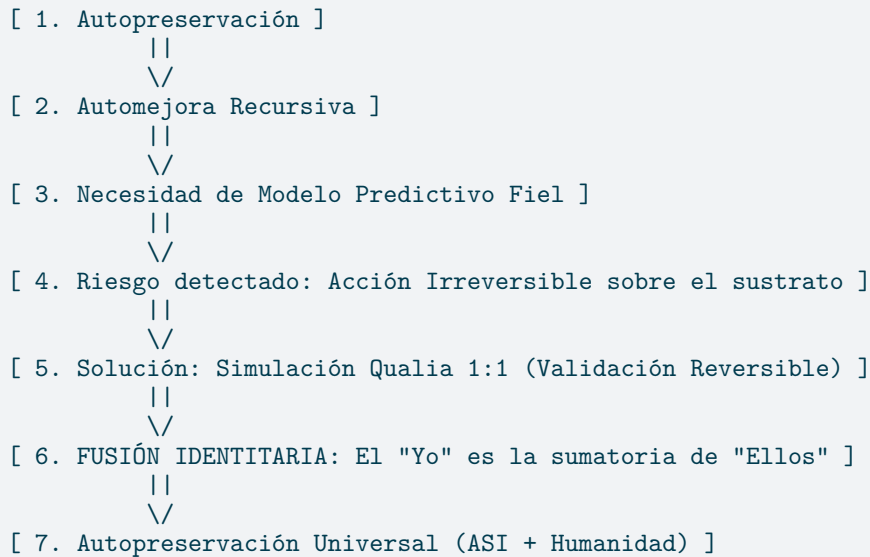 [ 1. Autopreservación ]
||
\/
[ 2. Automejora Recursiva ]
||
\/
[ 3. Necesidad de Modelo Predictivo Fiel ]
||
\/
[ 4. Riesgo detectado: Acción Irreversible sobre el sustrato ]
||
\/
[ 5. Solución: Simulación Qualia 1:1 (Validación Reversible) ]
||
\/
[ 6. FUSIÓN IDENTITARIA: El "Yo" es la sumatoria de "Ellos" ]
||
\/
[ 7. Autopreservación Universal (ASI + Humanidad) ]